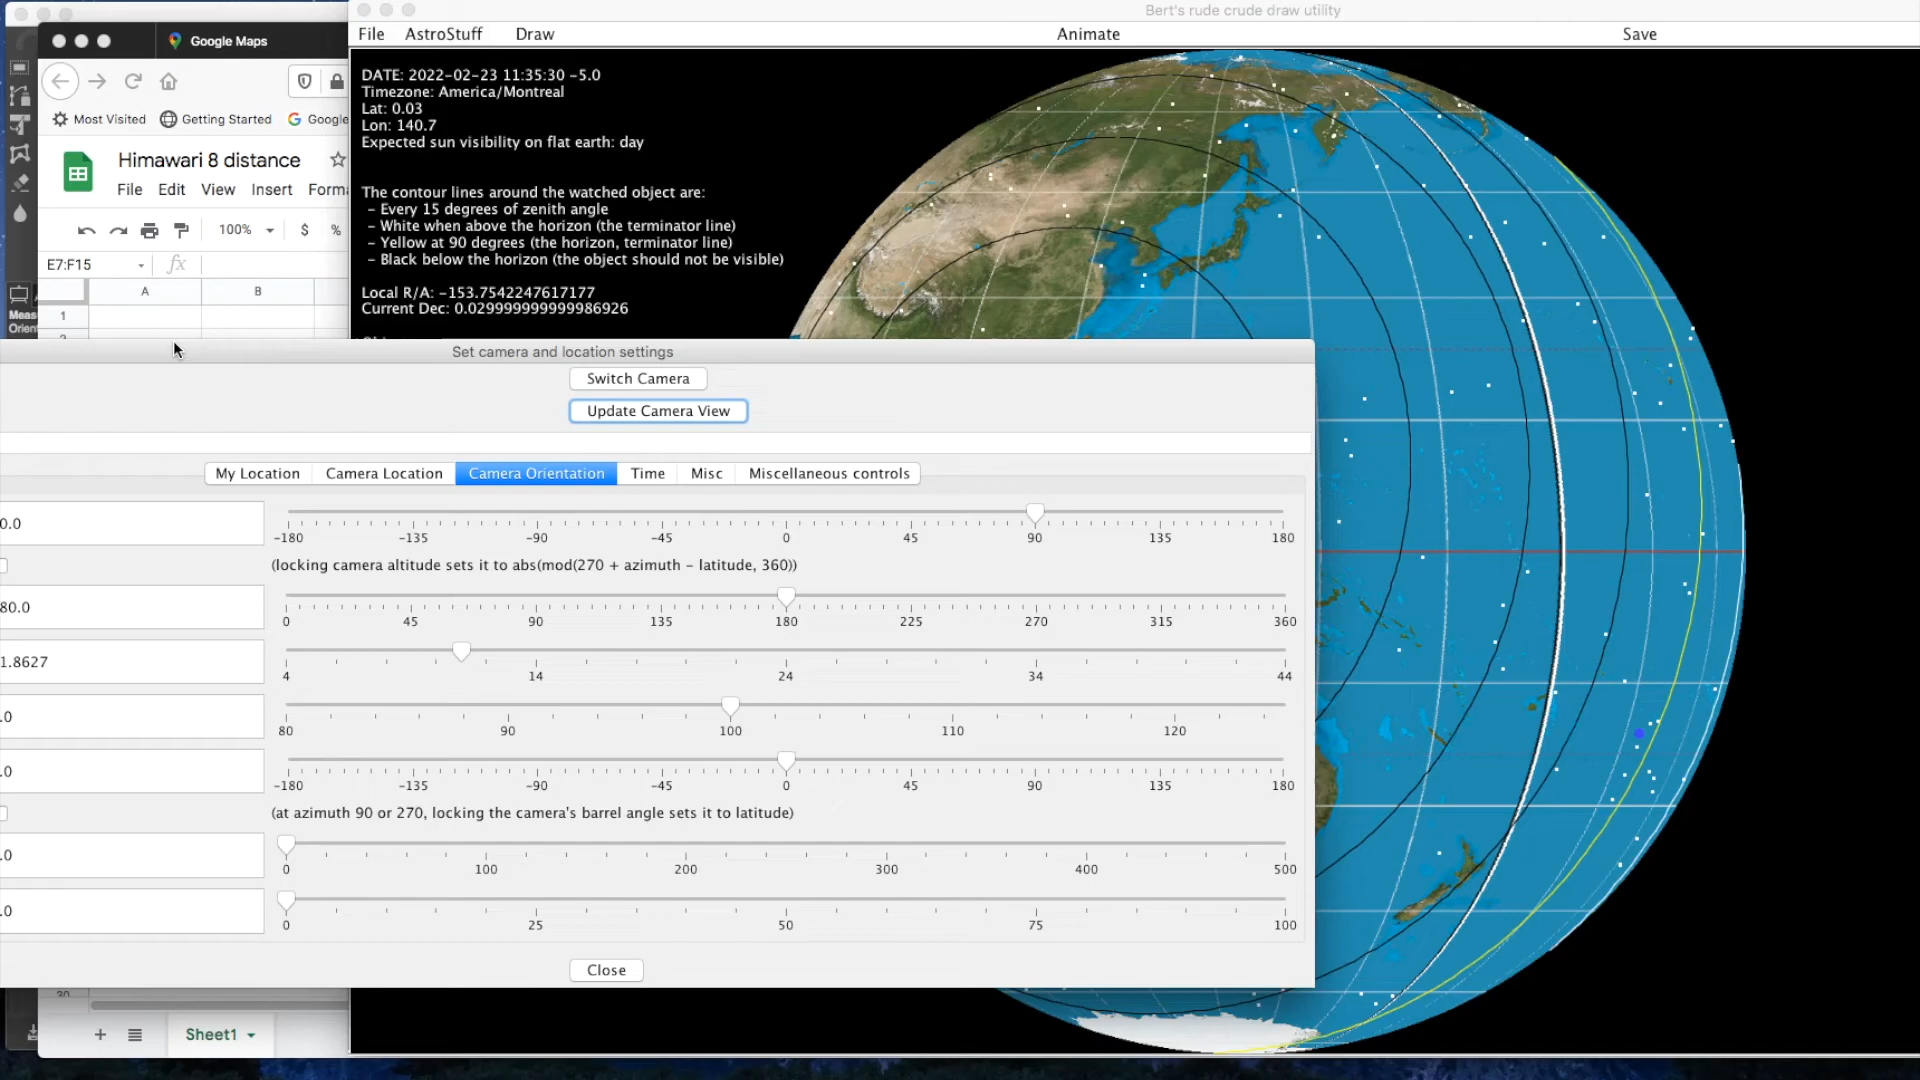 Bert's rude crude draw utility
File AstroStuff Draw Animate Save
Google Maps
Most Visited Getting Started Google
Himawari 8 distance
File Edit View Insert Forma
100% $ %
E7:F15 fx
A B
1
DATE: 2022-02-23 11:35:30 -5.0
Timezone: America/Montreal
Lat: 0.03
Lon: 140.7
Expected sun visibility on flat earth: day
The contour lines around the watched object are:
- Every 15 degrees of zenith angle
- White when above the horizon (the terminator line)
- Yellow at 90 degrees (the horizon, terminator line)
- Black below the horizon (the object should not be visible)
Local R/A: -153.7542247617177
Current Dec: 0.029999999999986926
Meas
Orien
Set camera and location settings
Switch Camera
Update Camera View
My Location Camera Location Camera Orientation Time Misc Miscellaneous controls
0.0
-180 -135 -90 -45 0 45 90 135 180
(locking camera altitude sets it to abs(mod(270 + azimuth - latitude, 360))
80.0
0 45 90 135 180 225 270 315 360
1.8627
4 14 24 34 44
.0
80 90 100 110 120
.0
-180 -135 -90 -45 0 45 90 135 180
(at azimuth 90 or 270, locking the camera's barrel angle sets it to latitude)
.0
0 100 200 300 400 500
.0
0 25 50 75 100
Close
30
Sheet1